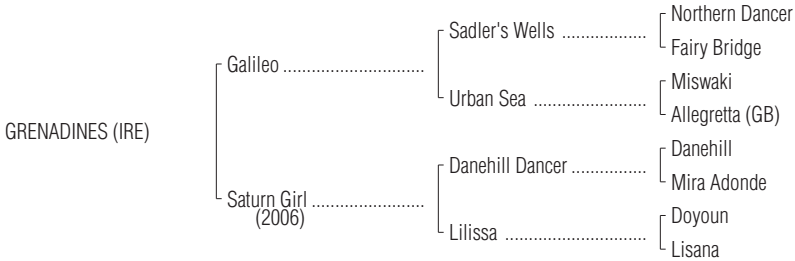 Northern Dancer
Sadler's Wells ..................
Fairy Bridge
Galileo ..............................
Miswaki
Urban Sea ........................
Allegretta (GB)
GRENADINES (IRE)
Danehill
Danehill Dancer ................
Mira Adonde
Saturn Girl ........................
(2006)
Doyoun
Lilissa ..............................
Lisana